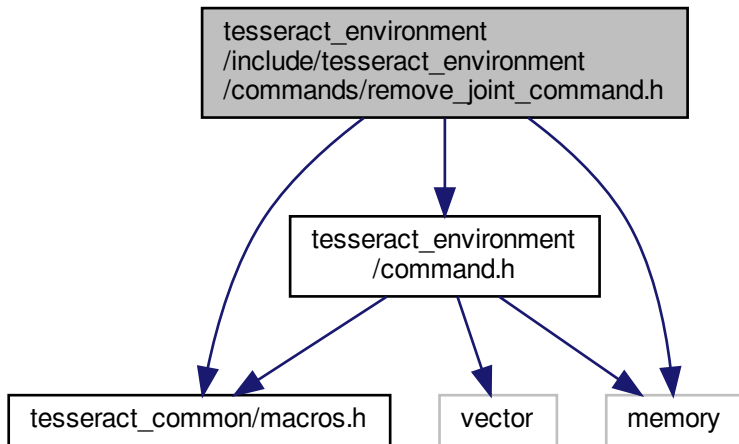 tesseract_environment
/include/tesseract_environment
/commands/remove_joint_command.h
tesseract_environment
/command.h
tesseract_common/macros.h
vector
memory